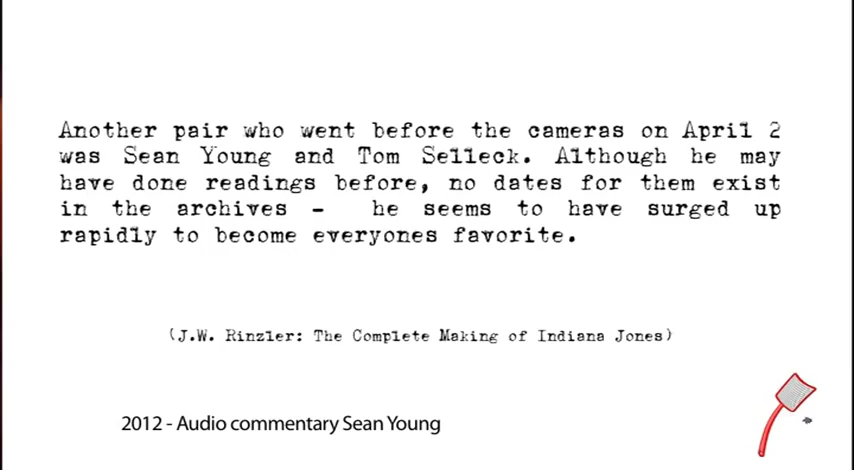 Another pair who went before the cameras on April 2
was Sean Young and Tom Selleck. Although he may
have done readings before, no dates for them exist
in the archives - he seems to have surged up
rapidly to become everyones favorite.
(J.W. Rinzler: The Complete Making of Indiana Jones)
2012 - Audio commentary Sean Young